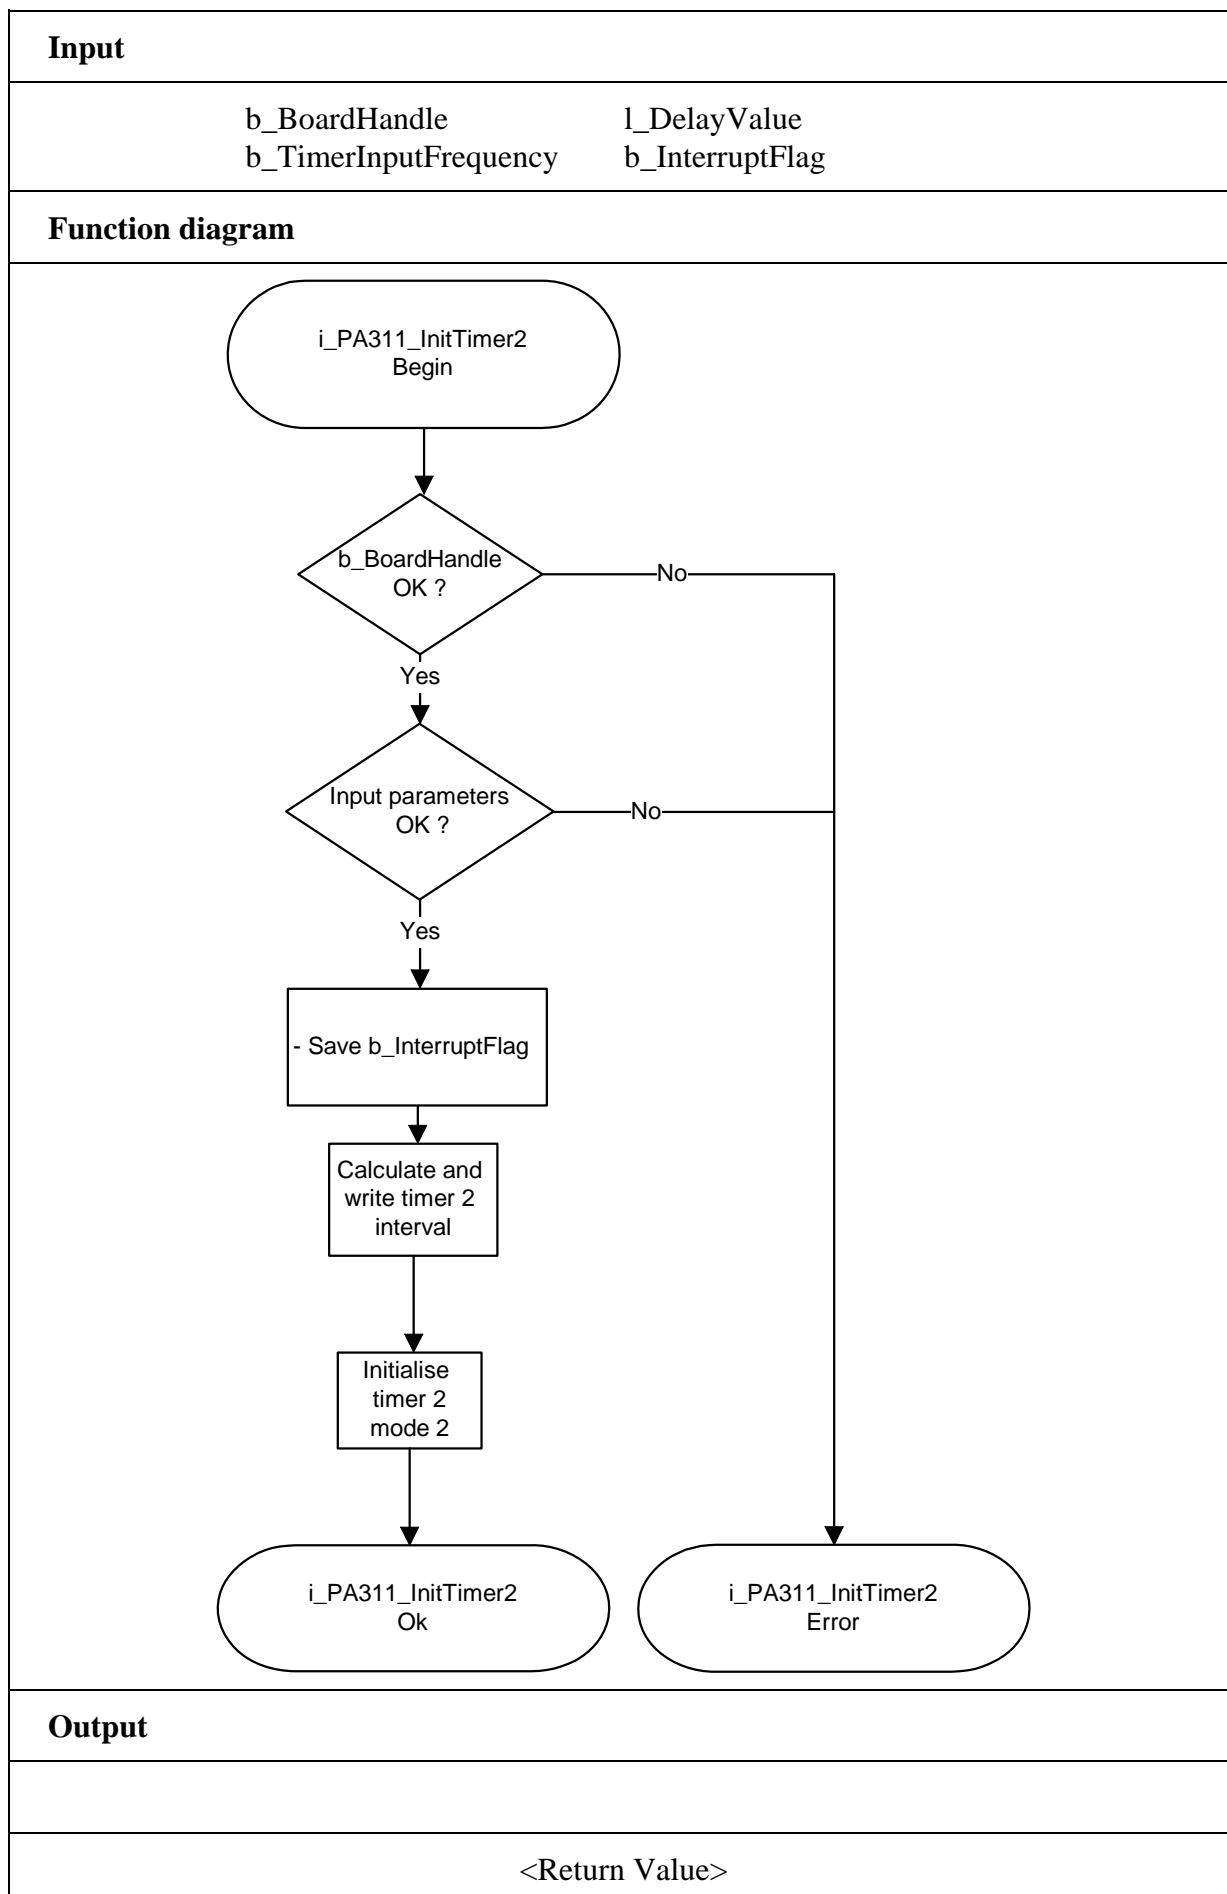 Input
b_BoardHandle l_DelayValue
b_TimerInputFrequency b_InterruptFlag
Function diagram
i_PA311_InitTimer2
Begin
b_BoardHandle
OK ?
No
Yes
Input parameters
OK ?
No
Yes
- Save b_InterruptFlag
Calculate and
write timer 2
interval
Initialise
timer 2
mode 2
i_PA311_InitTimer2
Ok
i_PA311_InitTimer2
Error
Output
<Return Value>